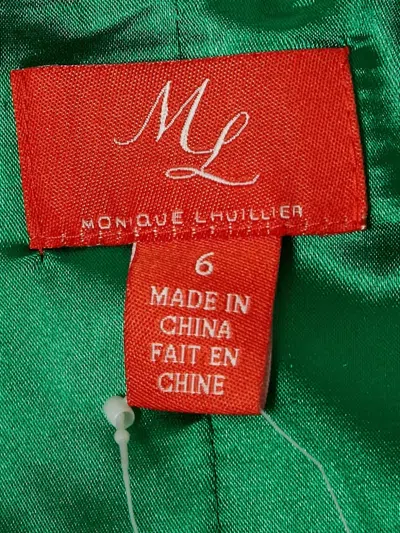 ML
MONIQUE LHUILLIER
6
MADE IN
CHINA
FAIT EN
CHINE